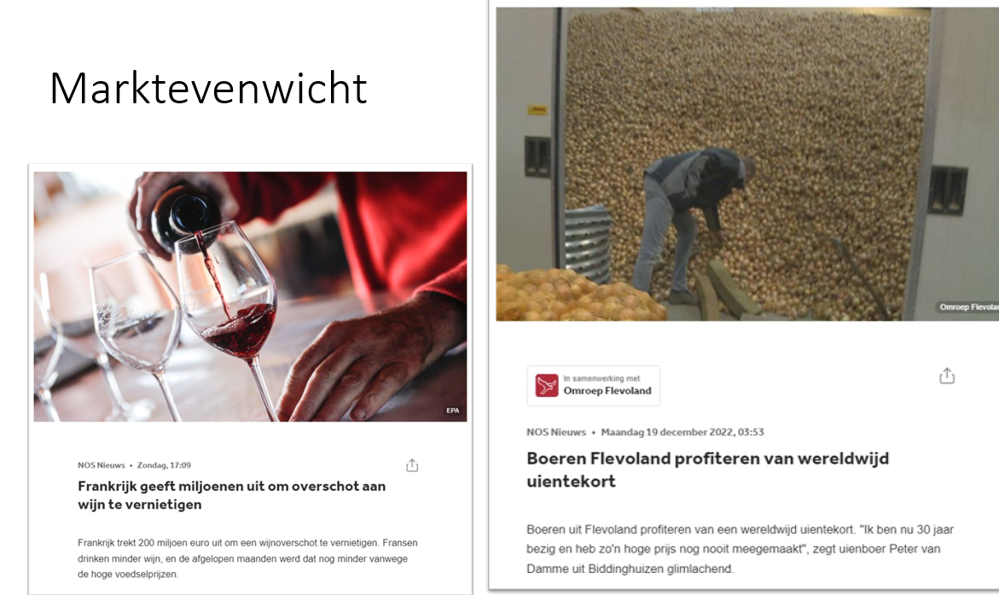 Marktevenwicht
EPA
NOS Nieuws • Zondag, 17:09
Frankrijk geeft miljoenen uit om overschot aan
wijn te vernietigen
Frankrijk trekt 200 miljoen euro uit om een wijnoverschot te vernietigen. Fransen
drinken minder wijn, en de afgelopen maanden werd dat nog minder vanwege
de hoge voedselprijzen.
Omroep Flevolan
In samenwerking met
Omroep Flevoland
NOS Nieuws • Maandag 19 december 2022, 03:53
Boeren Flevoland profiteren van wereldwijd
uientekort
Boeren uit Flevoland profiteren van een wereldwijd uientekort. "Ik ben nu 30 jaar
bezig en heb zo'n hoge prijs nog nooit meegemaakt", zegt uienboer Peter van
Damme uit Biddinghuizen glimlachend.